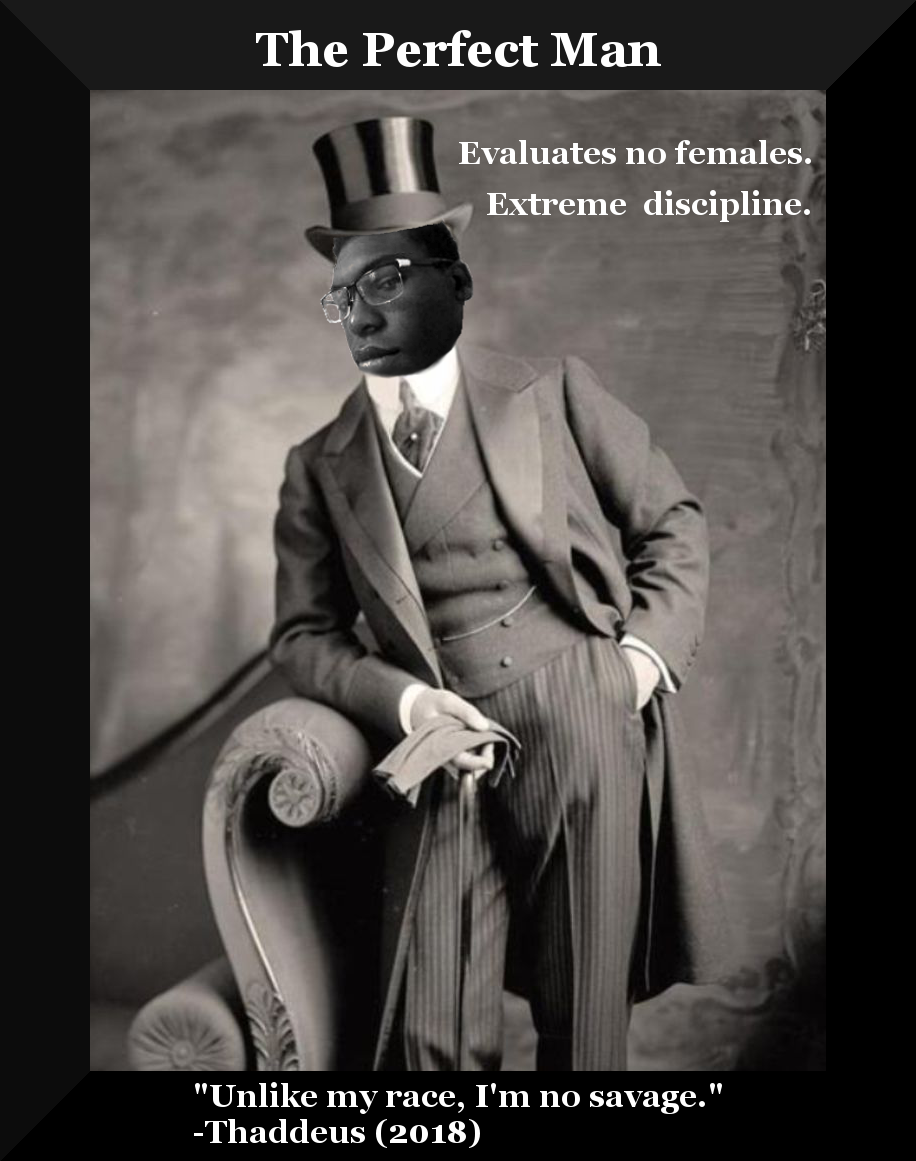 The Perfect Man
Evaluates no females.
Extreme  discipline.
"Unlike my race, I'm no savage."
-Thaddeus (2018)